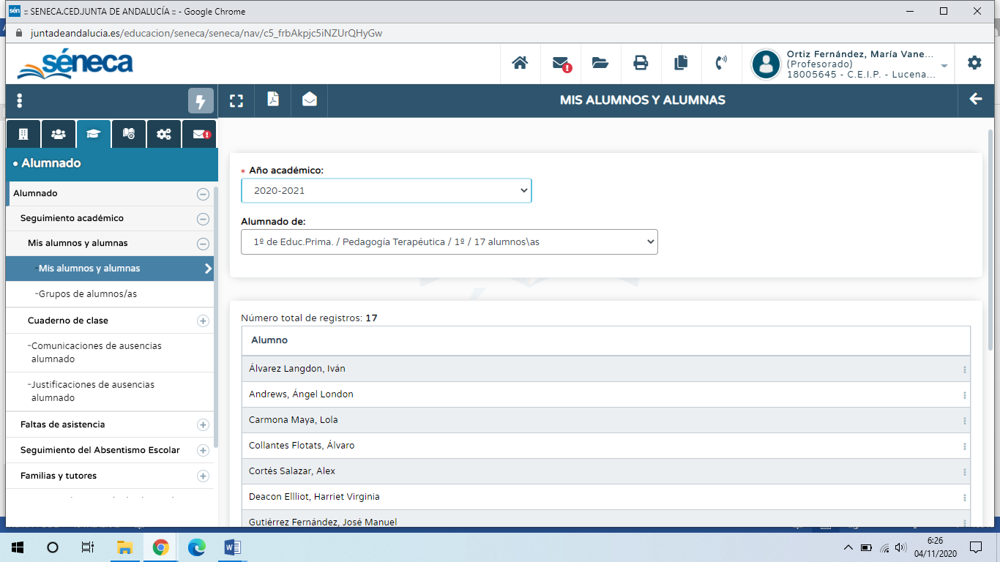 :: SENECA.CEDJUNTA DE ANDALUCÍA :: - Google Chrome
juntadeandalucia.es/educacion/seneca/seneca/nav/c5_frbAkpjc5iNZUrQHyGw
séneca
Ortiz Fernández, María Vane...
(Profesorado)
18005645 - C.E.I.P. - Lucena...
MIS ALUMNOS Y ALUMNAS
• Alumnado
Alumnado
Seguimiento académico
Mis alumnos y alumnas
-Mis alumnos y alumnas
-Grupos de alumnos/as
Cuaderno de clase
-Comunicaciones de ausencias
alumnado
-Justificaciones de ausencias
alumnado
Faltas de asistencia
Seguimiento del Absentismo Escolar
Familias y tutores
* Año académico:
2020-2021
Alumnado de:
1º de Educ.Prima. / Pedagogía Terapéutica / 1º / 17 alumnos\as
Número total de registros: 17
Alumno
Álvarez Langdon, Iván
Andrews, Ángel London
Carmona Maya, Lola
Collantes Flotats, Álvaro
Cortés Salazar, Alex
Deacon Ellliot, Harriet Virginia
Gutiérrez Fernández, José Manuel
6:26
04/11/2020